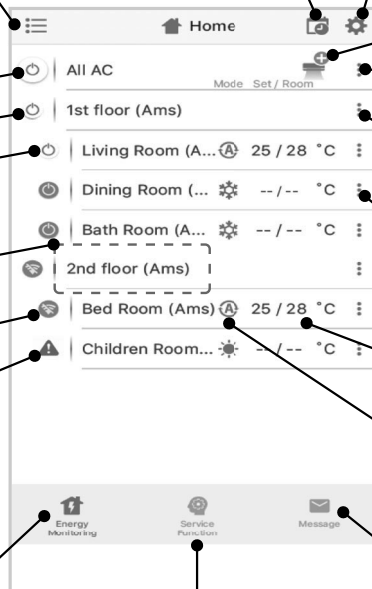 Home
All AC
Mode Set / Room
1st floor (Ams)
Living Room (A... A 25 / 28 °C
Dining Room (... -- / -- °C
Bath Room (A... -- / -- °C
2nd floor (Ams)
Bed Room (Ams) A 25 / 28 °C
Children Room... -- / -- °C
Energy
Monitoring
Service
Function
Message